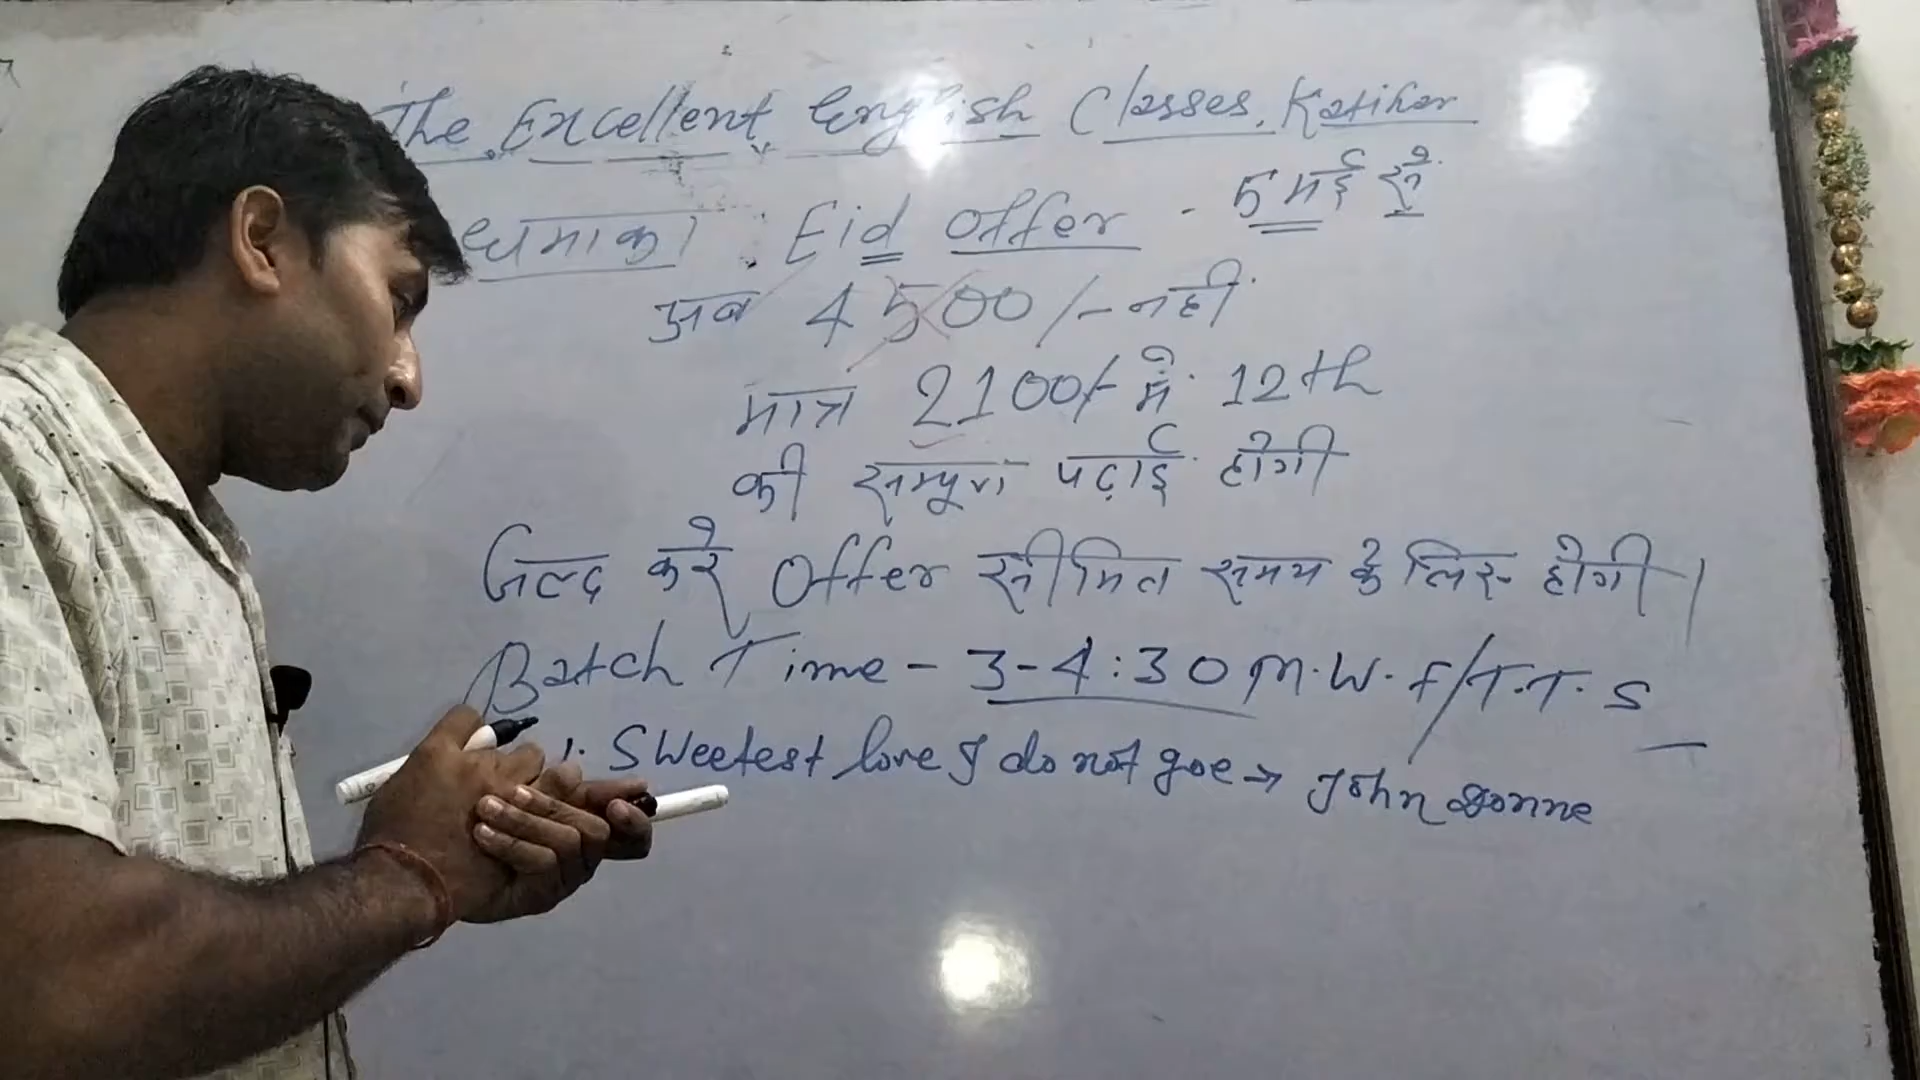 The Excellent English Classes, Katihar
धमाका : Eid Offer - 5 मई से
अब 4500/- नहीं
मात्र 2100/- में 12th
की सम्पूर्ण पढ़ाई होगी
जल्द करे Offer सीमित समय के लिए होगी।
Batch Time - 3-4:30 M.W.F/T.T.S
1. Sweetest love I do not goe → John Donne